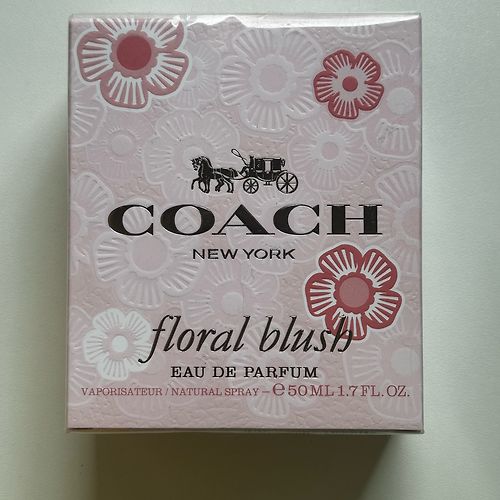 COACH
NEW YORK
floral blush
EAU DE PARFUM
VAPORISATEUR / NATURAL SPRAY – ℮ 50 ML 1.7 FL. OZ.